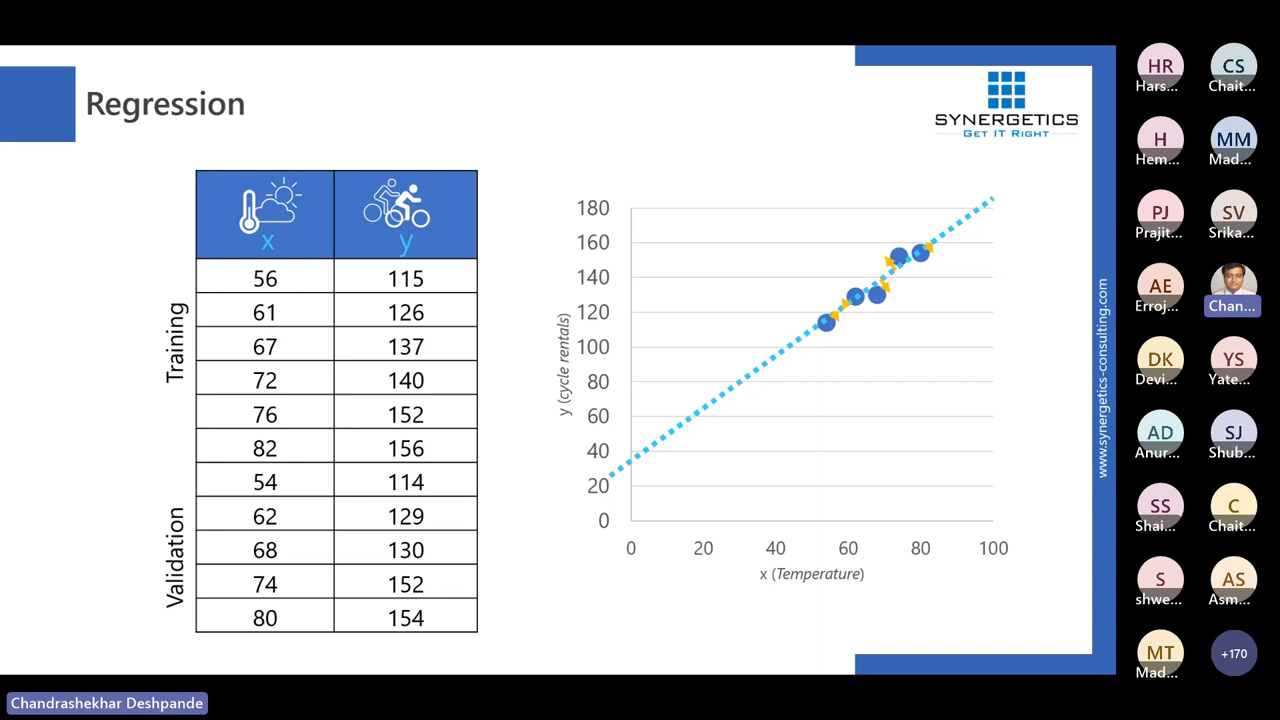 Regression
SYNERGETICS
GET IT RIGHT
x y
56 115
61 126
67 137
72 140
76 152
82 156
54 114
62 129
68 130
74 152
80 154
Training
Validation
180
160
140
120
100
80
60
40
20
0
0 20 40 60 80 100
y (cycle rentals)
x (Temperature)
www.synergetics-consulting.com
HR CS
Hars... Chait...
H MM
Hem... Mad...
PJ SV
Prajit... Srika...
AE
Erroj... Chan...
DK YS
Devi... Yate...
AD SJ
Anur... Shub...
SS C
Shai... Chait...
S AS
shwe... Asm...
MT +170
Mad...
Chandrashekhar Deshpande